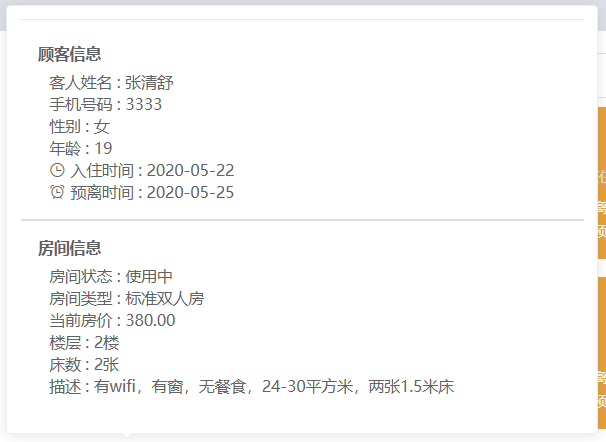 顾客信息
客人姓名 : 张清舒
手机号码 : 3333
性别 : 女
年龄 : 19
入住时间 : 2020-05-22
预离时间 : 2020-05-25
房间信息
房间状态 : 使用中
房间类型 : 标准双人房
当前房价 : 380.00
楼层 : 2楼
床数 : 2张
描述 : 有wifi，有窗，无餐食，24-30平方米，两张1.5米床